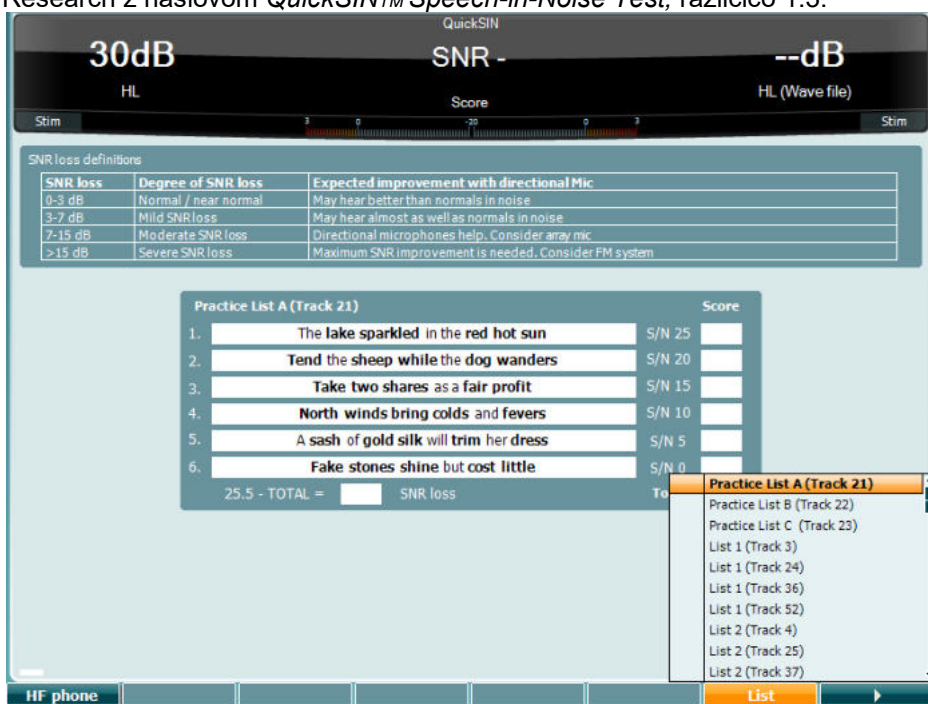 Research z naslovom QuickSIN™ Speech-in-Noise Test, različico 1.3.
QuickSIN
30dB SNR - --dB
HL Score HL (Wave file)
Stim 3 0 -20 0 3 Stim
SNR loss definitions
SNR loss Degree of SNR loss Expected improvement with directional Mic
0-3 dB Normal / near normal May hear better than normals in noise
3-7 dB Mild SNR loss May hear almost as well as normals in noise
7-15 dB Moderate SNR loss Directional microphones help. Consider array mic
>15 dB Severe SNR loss Maximum SNR improvement is needed. Consider FM system
Practice List A (Track 21) Score
1. The lake sparkled in the red hot sun S/N 25
2. Tend the sheep while the dog wanders S/N 20
3. Take two shares as a fair profit S/N 15
4. North winds bring colds and fevers S/N 10
5. A sash of gold silk will trim her dress S/N 5
6. Fake stones shine but cost little S/N 0
25.5 - TOTAL = SNR loss To
Practice List A (Track 21)
Practice List B (Track 22)
Practice List C (Track 23)
List 1 (Track 3)
List 1 (Track 24)
List 1 (Track 36)
List 1 (Track 52)
List 2 (Track 4)
List 2 (Track 25)
List 2 (Track 37)
HF phone List